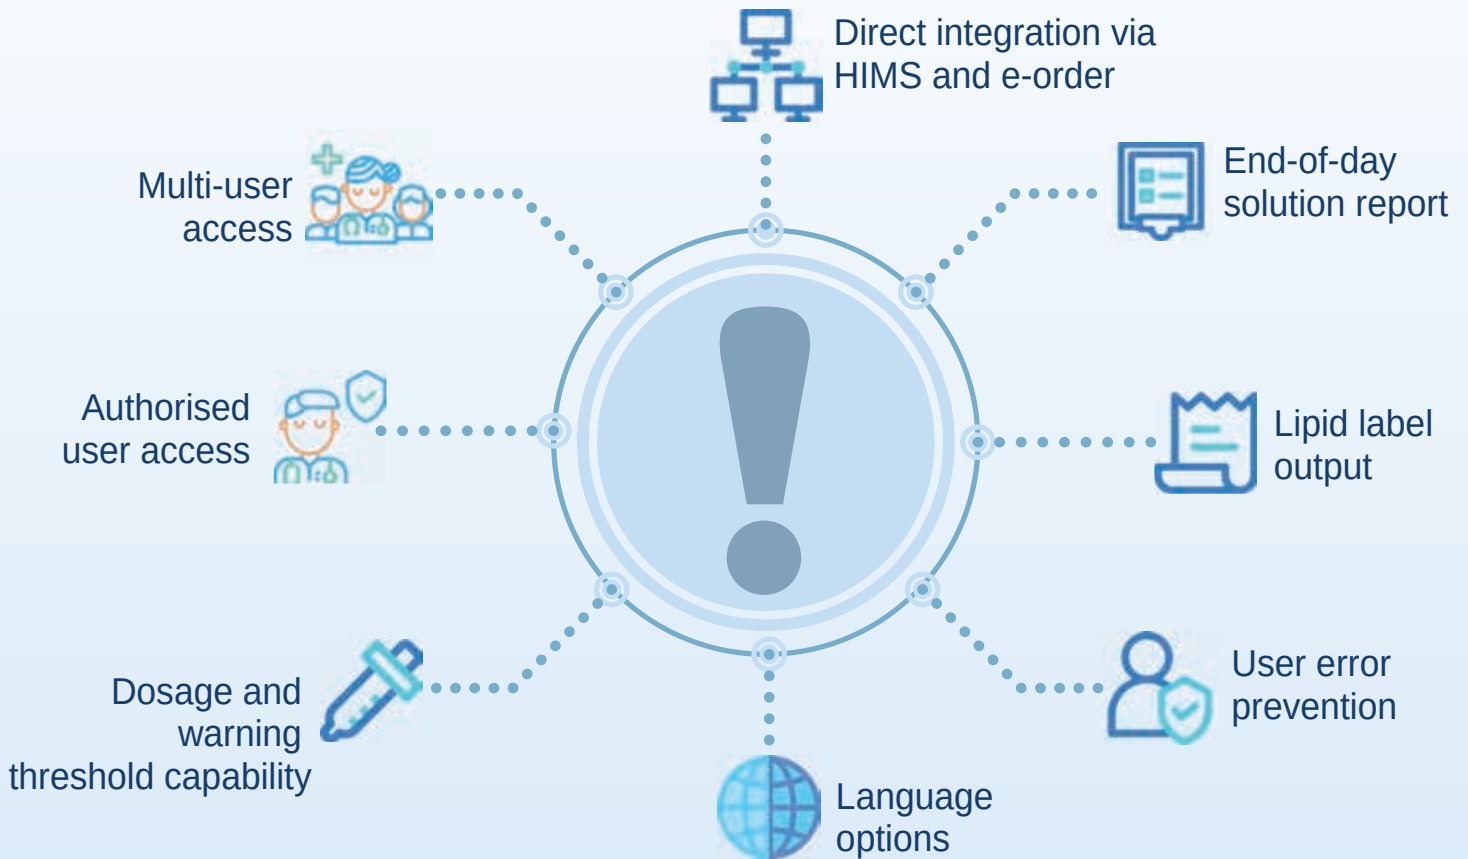 Direct integration via
HIMS and e-order
End-of-day
solution report
Lipid label
output
User error
prevention
Language
options
Dosage and
warning
threshold capability
Authorised
user access
Multi-user
access